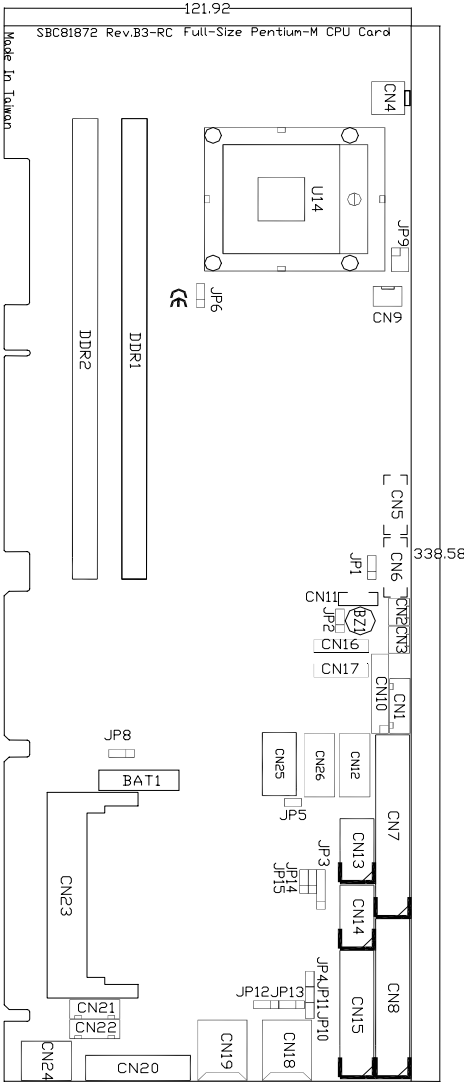 121.92
SBC81872 Rev.B3-RC Full-Size Pentium-M CPU Card
Made In Taiwan
CN4
U14
JP9
JP6
CE
CN9
DDR2
DDR1
CN5
338.58
JP1
CN6
CN11
JP2
BZ1
CN2
CN3
CN16
CN17
CN10
CN1
JP8
BAT1
CN25
CN26
CN12
JP5
CN7
CN13
JP3
JP14
JP15
CN23
CN14
JP4
JP11
JP10
JP12
JP13
CN15
CN8
CN21
CN22
CN24
CN20
CN19
CN18